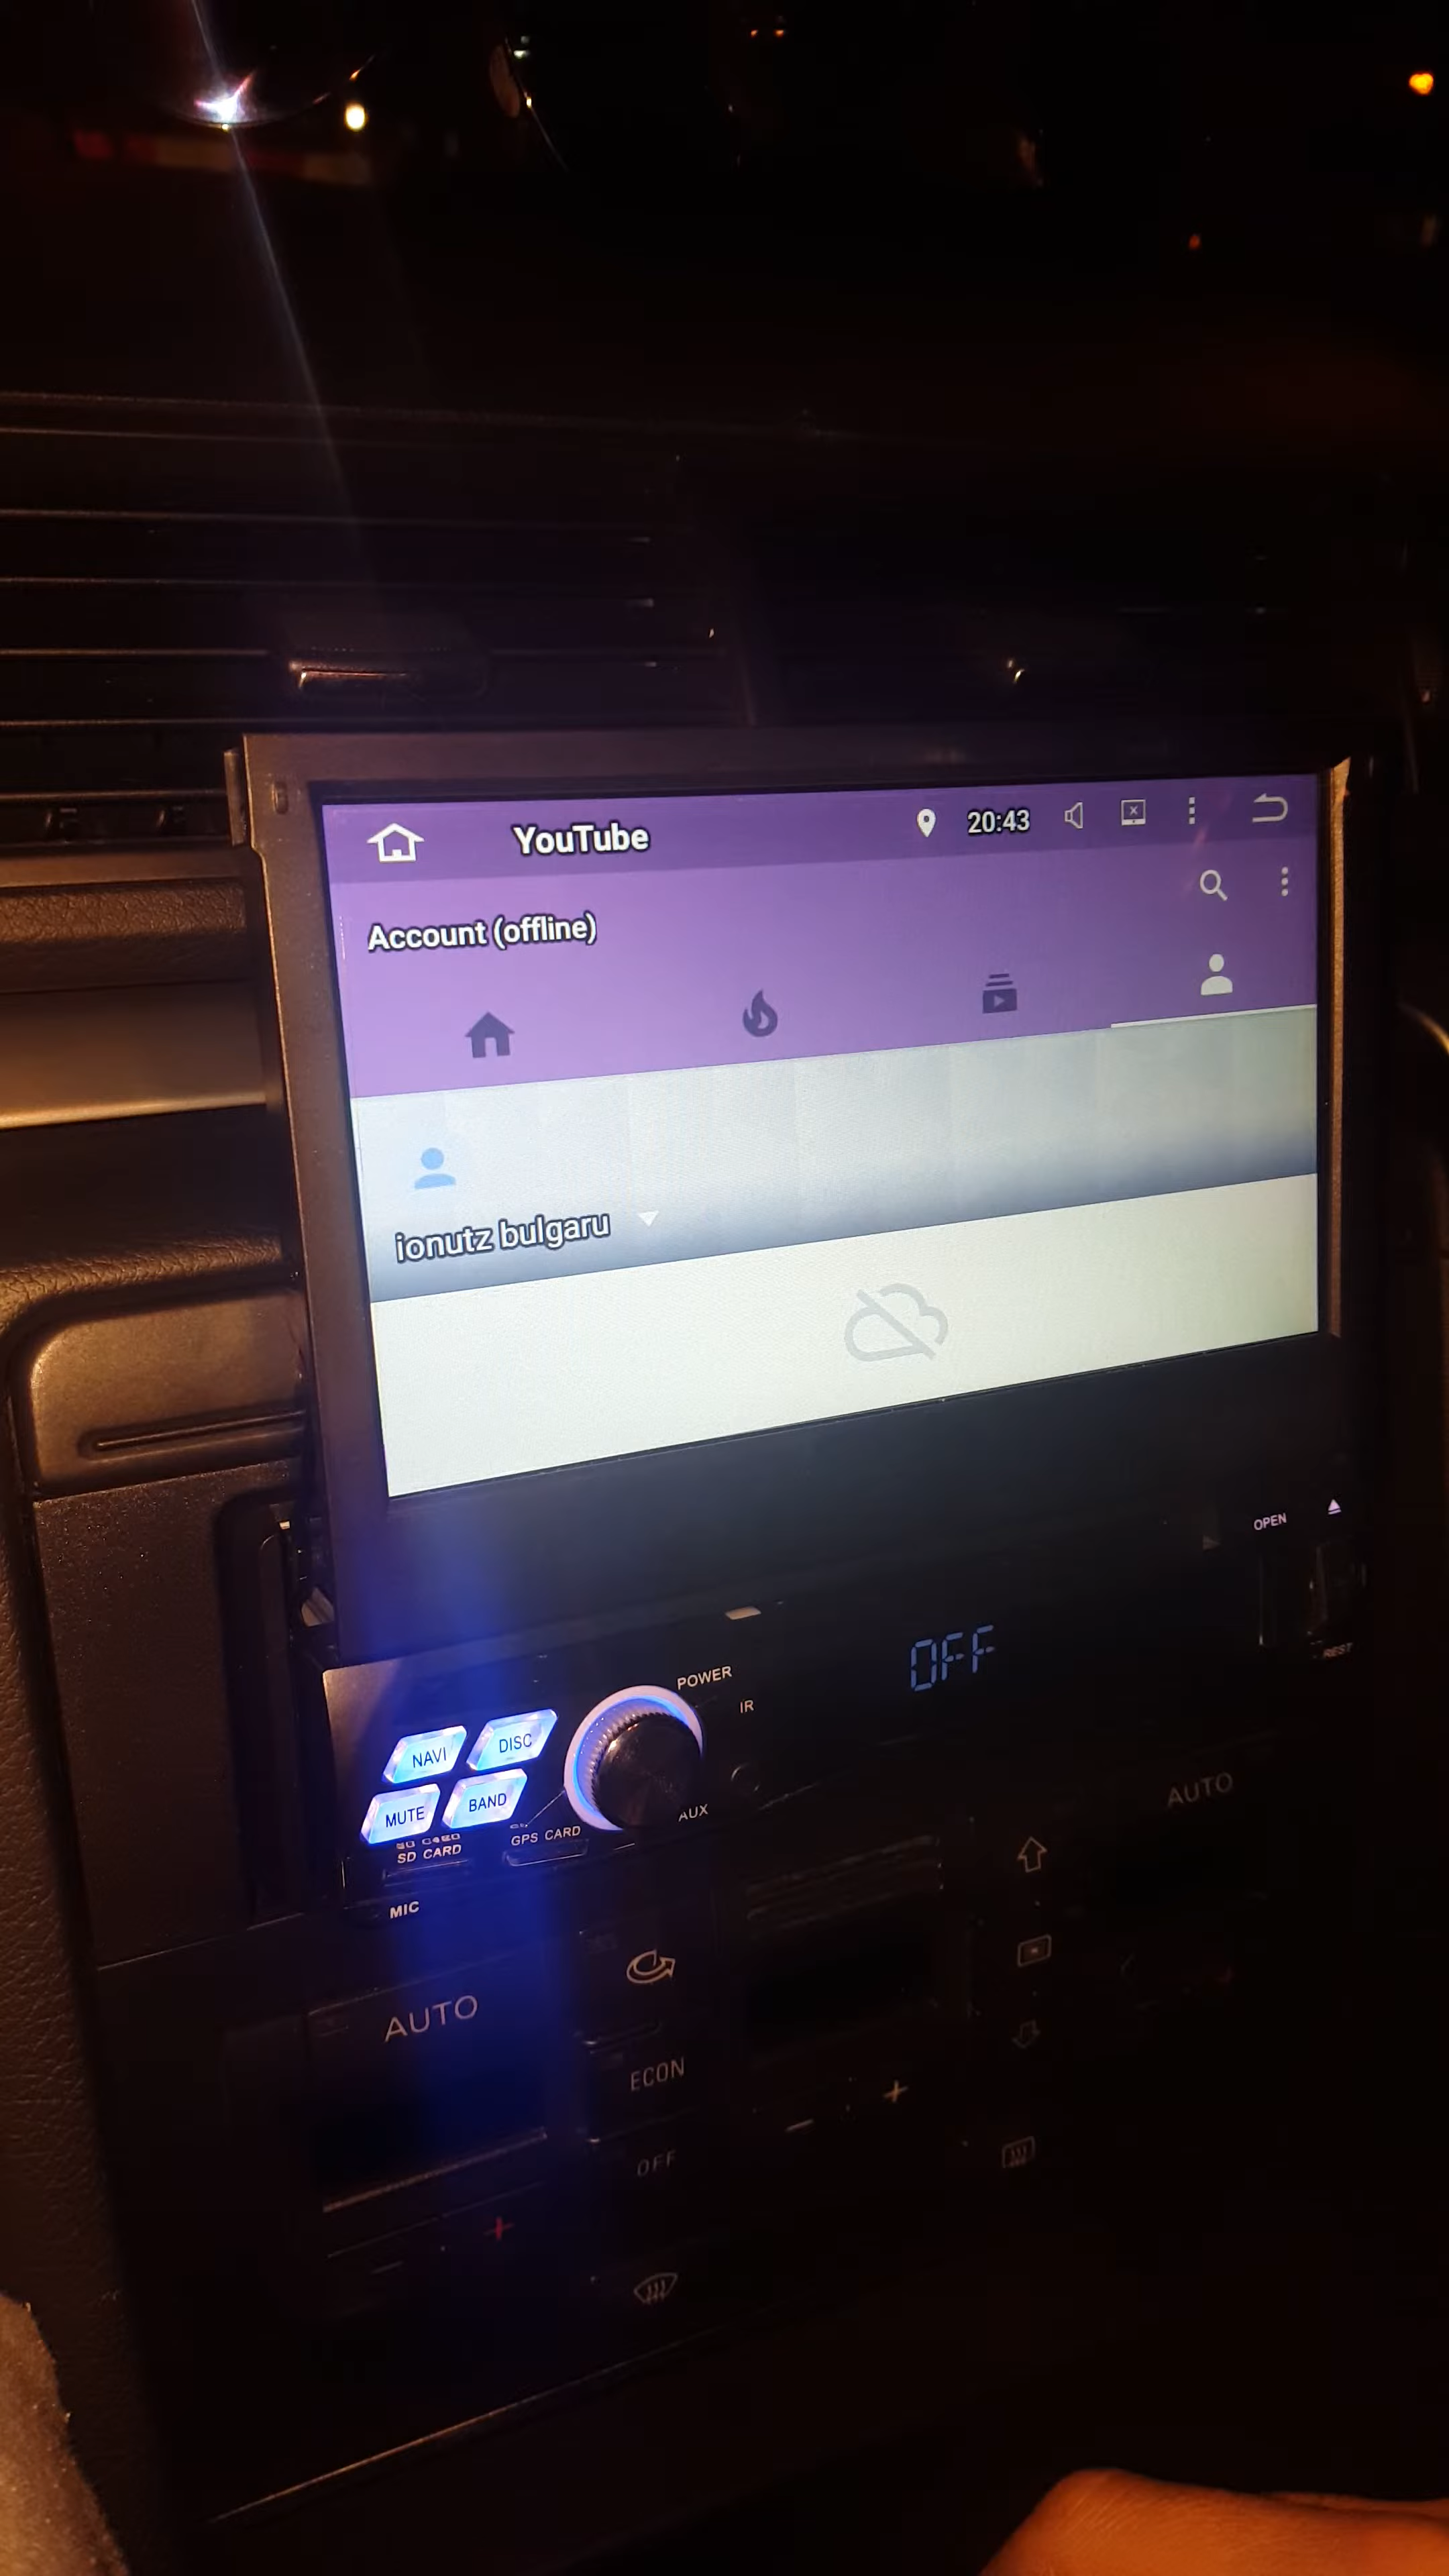 YouTube
20:43
Account (offline)
ionutz bulgaru
OPEN
REST
OFF
POWER
IR
NAVI
DISC
MUTE
BAND
AUX
SD CARD
GPS CARD
MIC
AUTO
AUTO
ECON
OFF